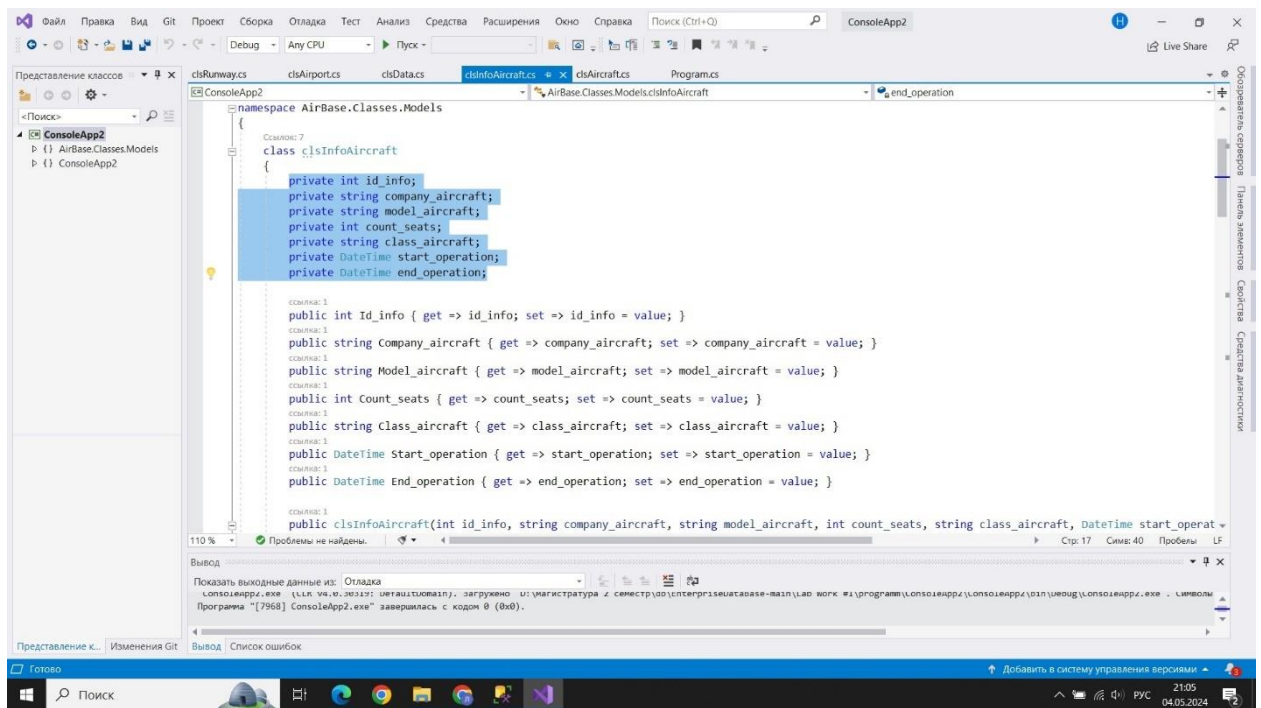 Файл Правка Вид Git Проект Сборка Отладка Тест Анализ Средства Расширения Окно Справка Поиск (Ctrl+Q) ConsoleApp2 Н
Debug Any CPU Пуск Live Share
Представление классов
<Поиск>
ConsoleApp2
{ } AirBase.Classes.Models
{ } ConsoleApp2
clsRunway.cs clsAirport.cs clsData.cs clsInfoAircraft.cs clsAircraft.cs Program.cs
ConsoleApp2 AirBase.Classes.Models.clsInfoAircraft end_operation
namespace AirBase.Classes.Models
{
Ссылок: 7
class clsInfoAircraft
{
private int id_info;
private string company_aircraft;
private string model_aircraft;
private int count_seats;
private string class_aircraft;
private DateTime start_operation;
private DateTime end_operation;
ссылка: 1
public int Id_info { get => id_info; set => id_info = value; }
ссылка: 1
public string Company_aircraft { get => company_aircraft; set => company_aircraft = value; }
ссылка: 1
public string Model_aircraft { get => model_aircraft; set => model_aircraft = value; }
ссылка: 1
public int Count_seats { get => count_seats; set => count_seats = value; }
ссылка: 1
public string Class_aircraft { get => class_aircraft; set => class_aircraft = value; }
ссылка: 1
public DateTime Start_operation { get => start_operation; set => start_operation = value; }
ссылка: 1
public DateTime End_operation { get => end_operation; set => end_operation = value; }
ссылка: 1
public clsInfoAircraft(int id_info, string company_aircraft, string model_aircraft, int count_seats, string class_aircraft, DateTime start_operat
110 % Проблемы не найдены. Стр: 17 Симв: 40 Пробелы LF
Обозреватель серверов
Панель элементов
Свойства
Средства диагностики
Вывод
Показать выходные данные из: Отладка
Программа "[7968] ConsoleApp2.exe" завершилась с кодом 0 (0x0).
Представление к... Изменения Git Вывод Список ошибок
Готово Добавить в систему управления версиями
Поиск РУС 21:05
04.05.2024